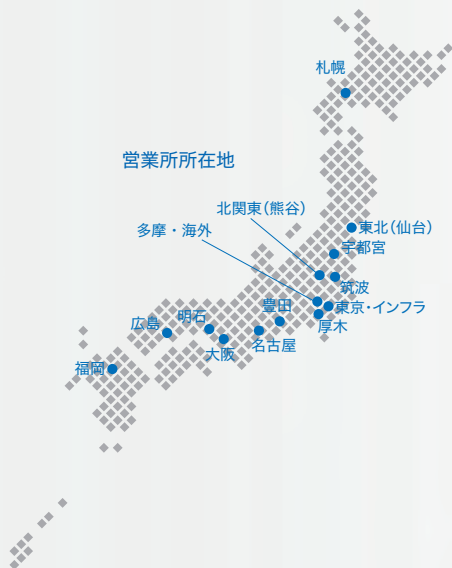 札幌
営業所所在地
北関東(熊谷)
多摩・海外
東北(仙台)
宇都宮
筑波
豊田
東京・インフラ
明石
広島
厚木
名古屋
大阪
福岡